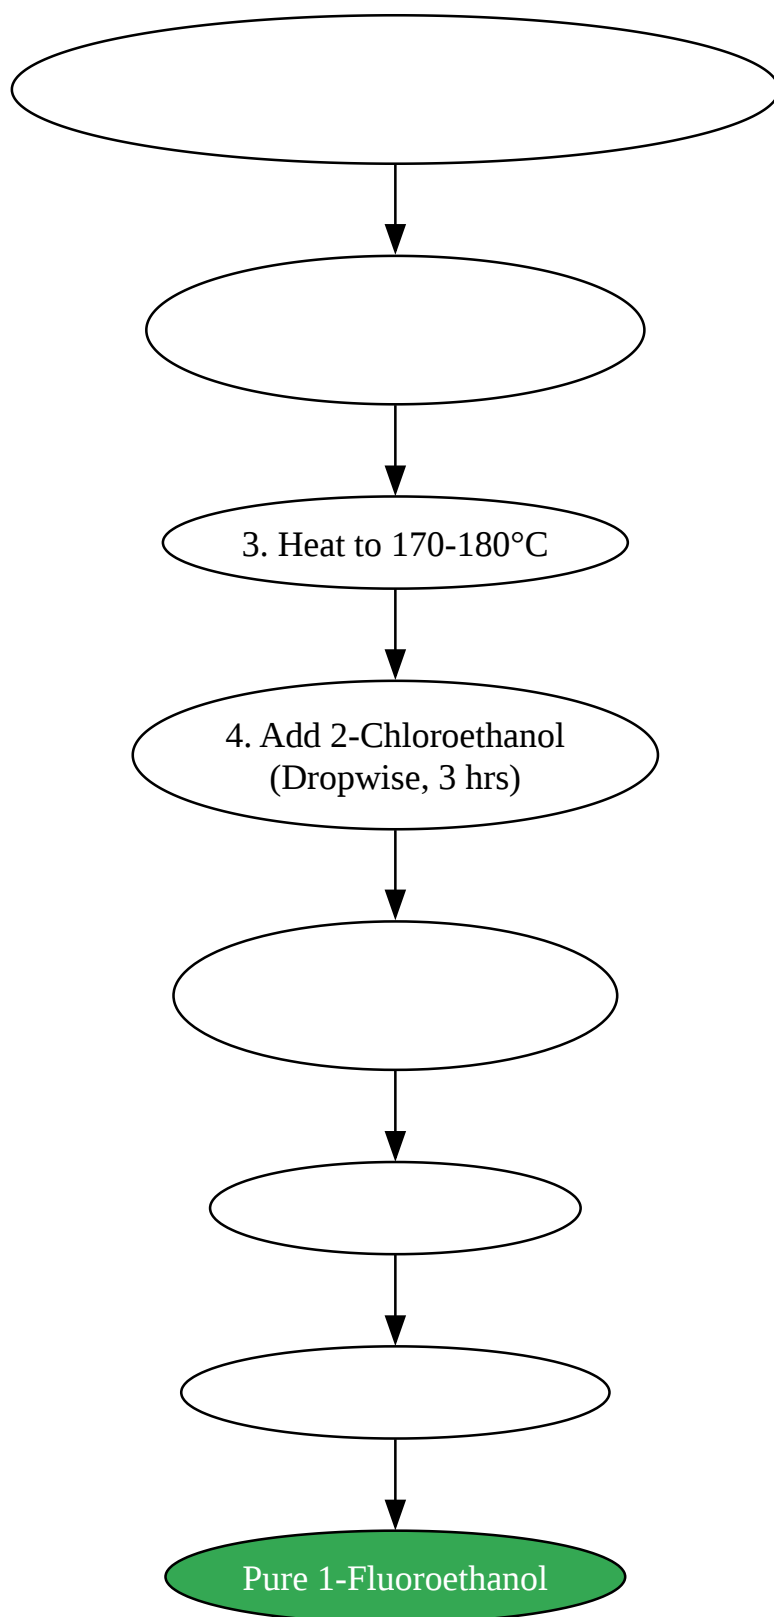 3. Heat to 170-180°C
4. Add 2-Chloroethanol
(Dropwise, 3 hrs)
Pure 1-Fluoroethanol